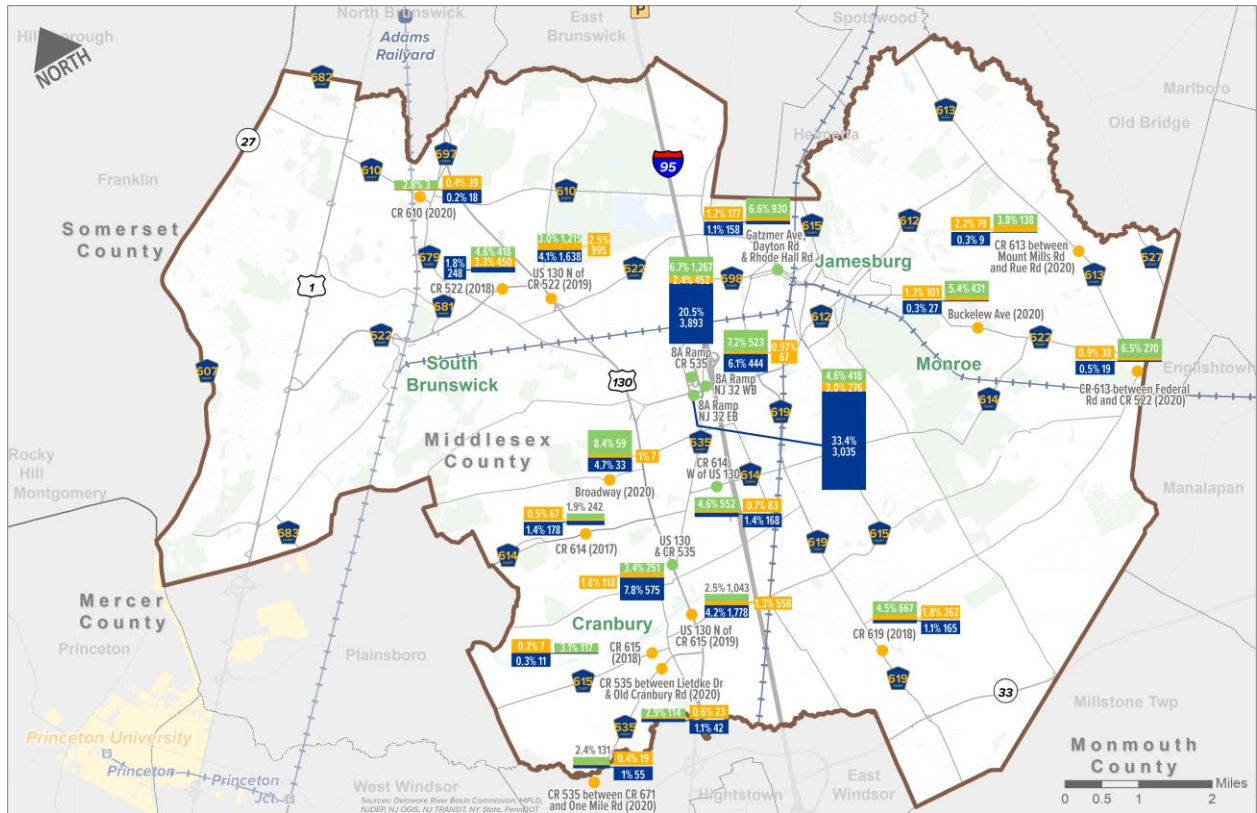 North Brunswick
East
Brunswick
P
Spotswood
Hillsborough
NORTH
Adams
Railyard
682
27
Marlboro
Old Bridge
613
Helmetta
697
95
610
Franklin
2.8% 3
0.4% 39
0.2% 18
CR 610 (2020)
610
1.2% 177
6.6% 930
1.1% 158
Gatzmer Ave,
Dayton Rd
& Rhode Hall Rd
615
612
2.2% 79
3.8% 138
0.3% 9
CR 613 between
Mount Mills Rd
and Rue Rd (2020)
527
613
Somerset
County
679
4.6% 418
1.8%
248
3.3% 450
CR 522 (2018)
3.0% 1,215
2.5%
995
4.1% 1,638
US 130 N of
CR 522 (2019)
522
6.7% 1,267
2.4% 452
20.5%
3,893
698
Jamesburg
1
681
522
612
1.3% 101
5.4% 431
0.3% 27
Buckelew Ave (2020)
522
607
South
Brunswick
130
8A Ramp
CR 535
7.2% 523
0.97%
67
6.1% 444
8A Ramp
NJ 32 WB
8A Ramp
NJ 32 EB
4.6% 418
3.0% 276
33.4%
3,035
Monroe
0.9% 38
6.5% 270
0.5% 19
Englishtown
CR 613 between Federal
Rd and CR 522 (2020)
614
619
Rocky
Hill
Montgomery
Middlesex
County
8.4% 59
1% 7
4.7% 33
Broadway (2020)
535
CR 614
W of US 130
614
4.6% 552
0.7% 83
1.4% 168
Manalapan
683
0.5% 67
1.9% 242
1.4% 178
CR 614 (2017)
614
619
615
US 130
& CR 535
3.4% 251
1.6% 118
7.8% 575
2.5% 1,043
1.3% 558
4.2% 1,778
US 130 N of
CR 615 (2019)
Mercer
County
Princeton
Plainsboro
Cranbury
4.5% 667
1.8% 262
1.1% 165
CR 619 (2018)
0.2% 7
3.1% 117
0.3% 11
CR 615
(2018)
615
CR 535 between Lietdke Dr
& Old Cranbury Rd (2020)
2.9% 114
0.6% 23
1.1% 42
619
33
535
Millstone Twp
Princeton University
Princeton
Princeton
Jct
2.4% 131
0.4% 19
1% 55
CR 535 between CR 671
and One Mile Rd (2020)
West Windsor
Sources: Delaware River Basin Commission, HIFLD,
NJDEP, NJ OGIS, NJ TRANSIT, NY State, PennDOT
Hightstown
East
Windsor
Monmouth
County
Miles
0 0.5 1 2